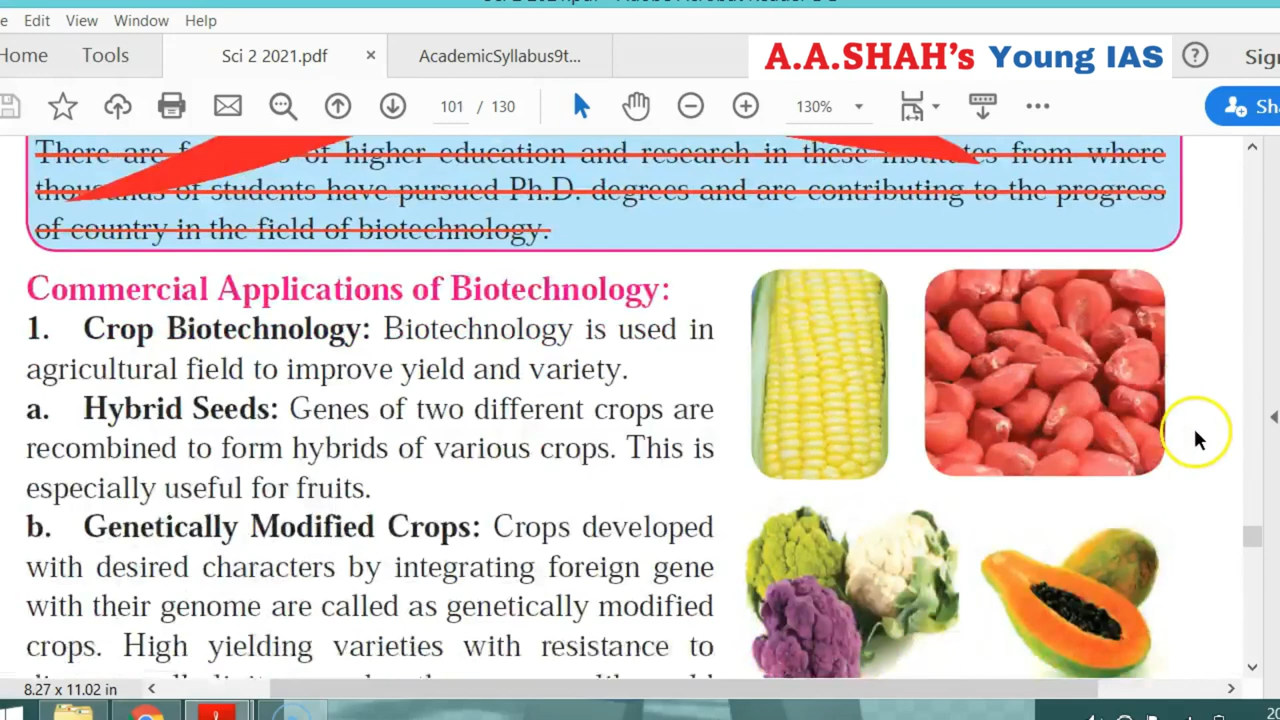 Edit View Window Help
Home Tools Sci 2 2021.pdf × AcademicSyllabus9t...
A.A.SHAH's Young IAS
101 / 130 130%
There are of higher education and research in these institutes from where
thousands of students have pursued Ph.D. degrees and are contributing to the progress
of country in the field of biotechnology.
Commercial Applications of Biotechnology:
1. Crop Biotechnology: Biotechnology is used in
agricultural field to improve yield and variety.
a. Hybrid Seeds: Genes of two different crops are
recombined to form hybrids of various crops. This is
especially useful for fruits.
b. Genetically Modified Crops: Crops developed
with desired characters by integrating foreign gene
with their genome are called as genetically modified
crops. High yielding varieties with resistance to
8.27 x 11.02 in